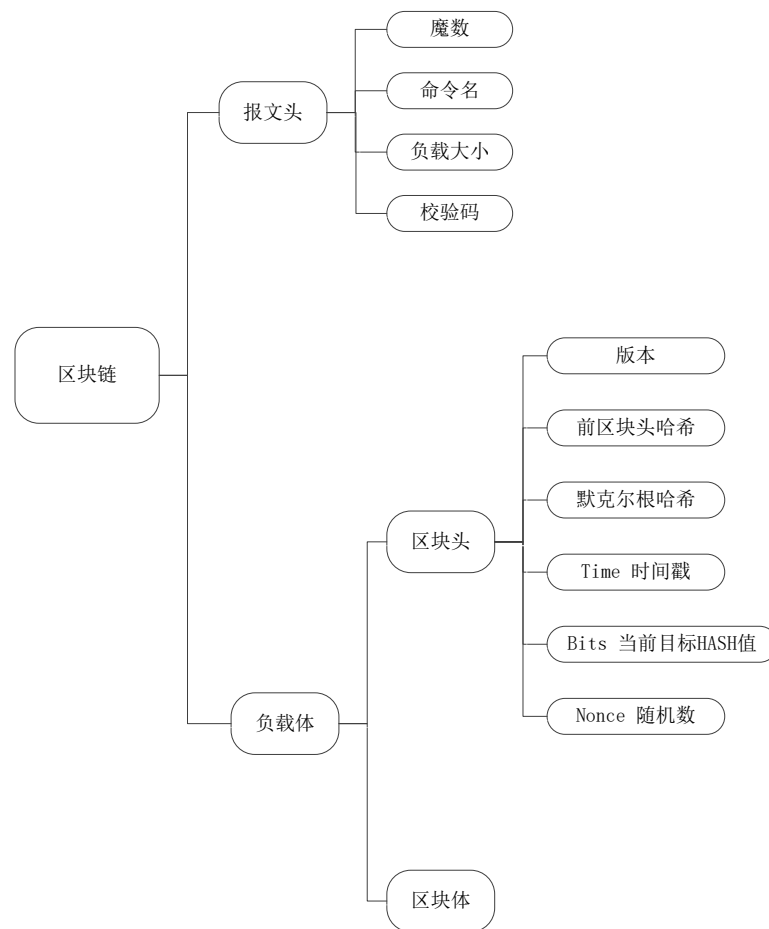 魔数
命令名
报文头
负载大小
校验码
区块链
版本
前区块头哈希
默克尔根哈希
区块头
Time 时间戳
Bits 当前目标HASH值
Nonce 随机数
负载体
区块体